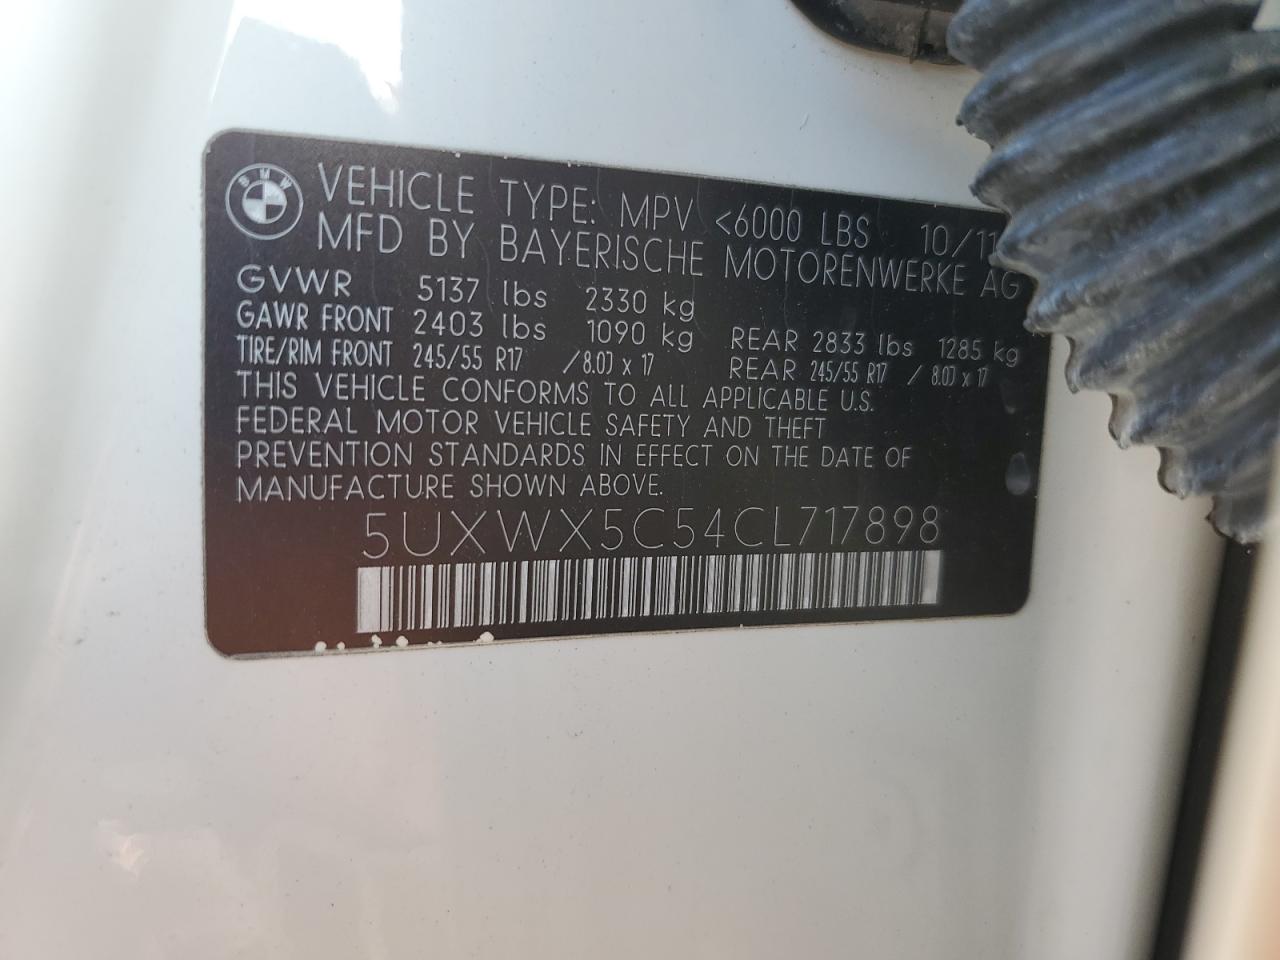 BMW
VEHICLE TYPE: MPV <6000 LBS 10/11
MFD BY BAYERISCHE MOTORENWERKE AG
GVWR 5137 lbs 2330 kg
GAWR FRONT 2403 lbs 1090 kg REAR 2833 lbs 1285 kg
TIRE/RIM FRONT 245/55 R17 / 8.0J x 17 REAR 245/55 R17 / 8.0J x 17
THIS VEHICLE CONFORMS TO ALL APPLICABLE U.S.
FEDERAL MOTOR VEHICLE SAFETY AND THEFT
PREVENTION STANDARDS IN EFFECT ON THE DATE OF
MANUFACTURE SHOWN ABOVE.
5UXWX5C54CL717898